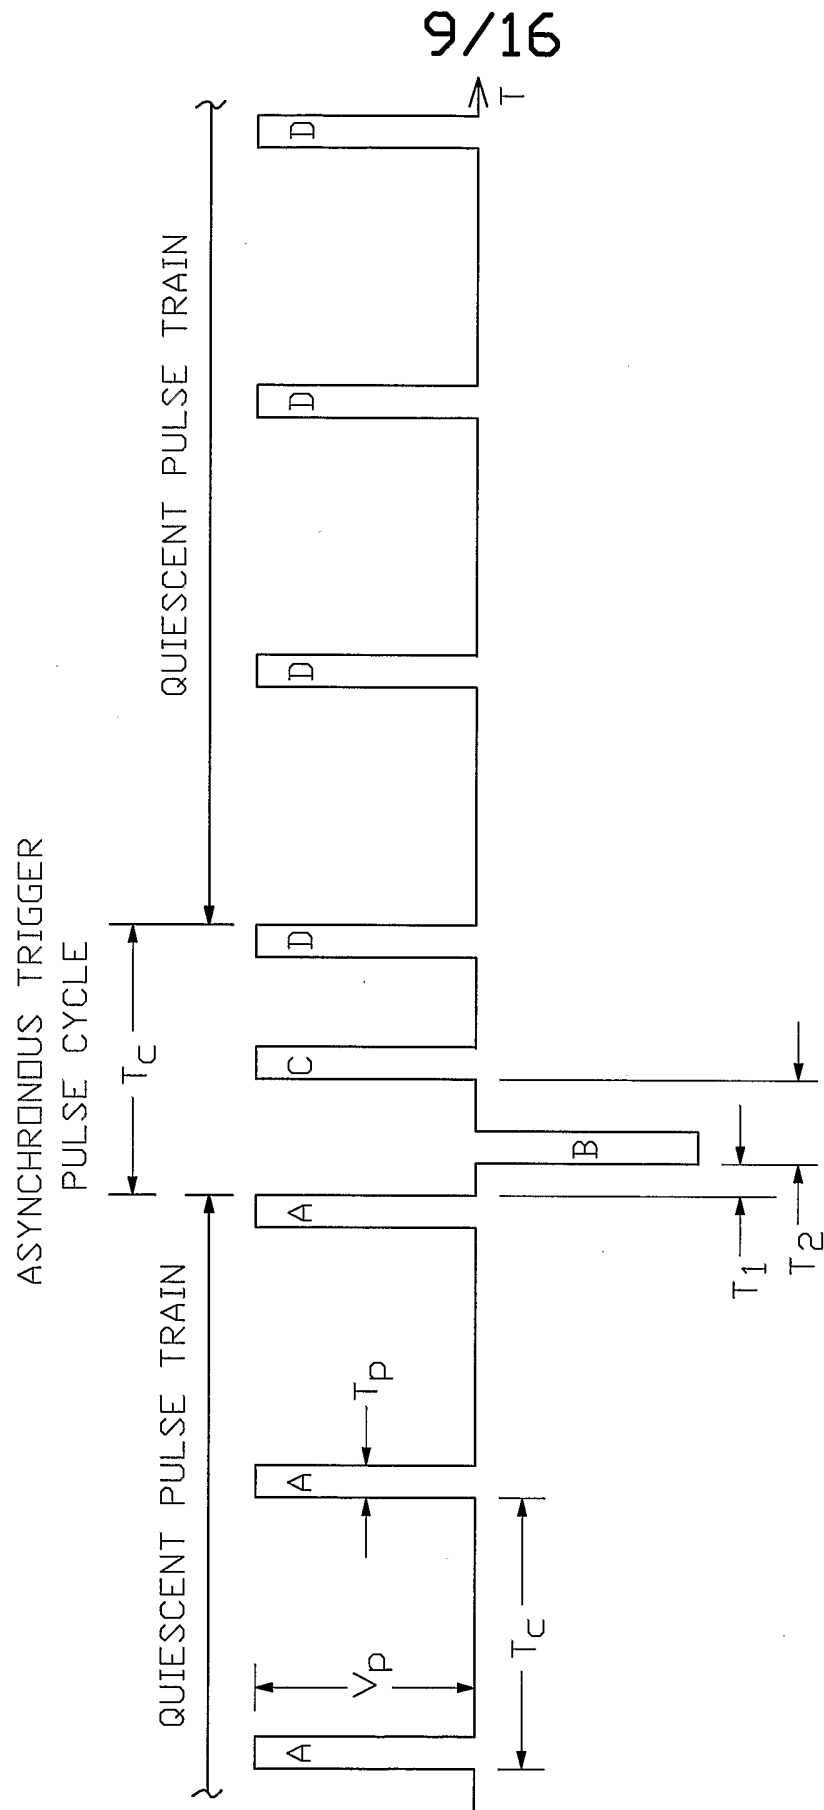 9/16
ASYNCHRONOUS TRIGGER
PULSE CYCLE
QUIESCENT PULSE TRAIN
QUIESCENT PULSE TRAIN
Tc
A
A
A
B
C
D
D
D
D
Vp
Tp
Tc
T1
T2
T